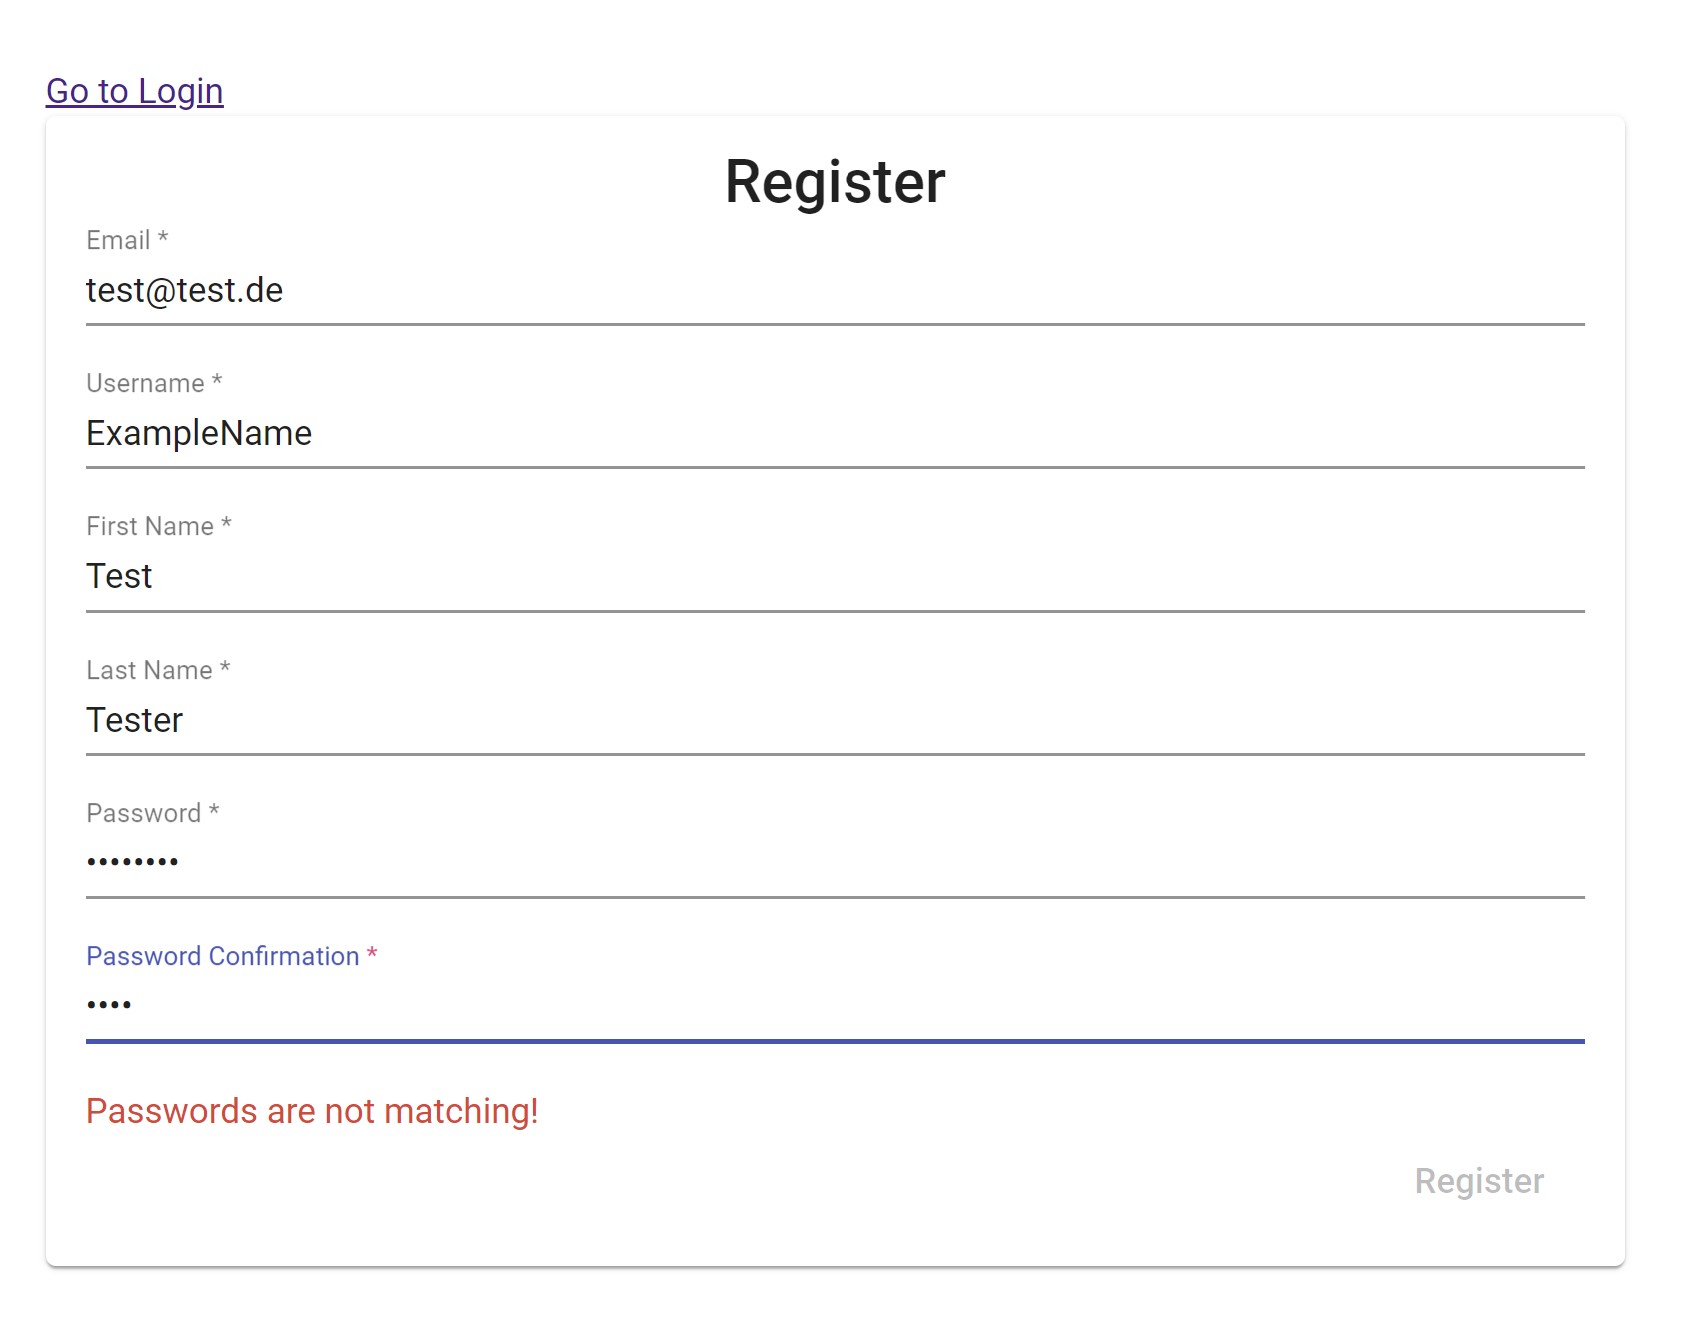 Go to Login
Register
Email *
test@test.de
Username *
ExampleName
First Name *
Test
Last Name *
Tester
Password *
••••••••
Password Confirmation *
••••
Passwords are not matching!
Register